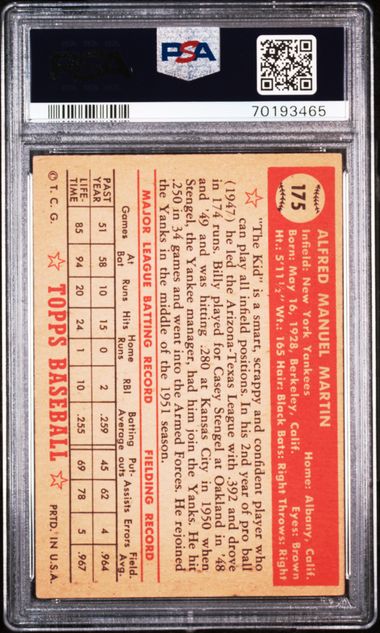 PSA
PSA
70193465
175
ALFRED MANUEL MARTIN
Infield: New York Yankees Home: Albany, Calif.
Born: May 16, 1928, Berkeley, Calif. Eyes: Brown
Ht.: 5'11½" Wt.: 165 Hair: Black Bats: Right Throws: Right
"The Kid" is a smart, scrappy and confident player who
can play all infield positions. In his 2nd year of pro ball
(1947) he led the Arizona-Texas League with .392 and drove
in 174 runs. Billy played for Casey Stengel at Oakland in '48
and '49 and was hitting .280 at Kansas City in 1950 when
Stengel, the Yankee manager, had him join the Yanks. He hit
.250 in 34 games and went into the Armed Forces. He rejoined
the Yanks in the middle of the 1951 season.
MAJOR LEAGUE BATTING RECORD FIELDING RECORD
Games At Bat Runs Hits Home Runs RBI Batting Average Put-outs Assists Errors Field. Avg.
PAST YEAR 51 58 10 15 0 2 .259 45 62 4 .964
LIFE-TIME 85 94 20 24 1 10 .255 69 78 5 .967
© T. C. G. TOPPS BASEBALL PRTD. IN U.S.A.